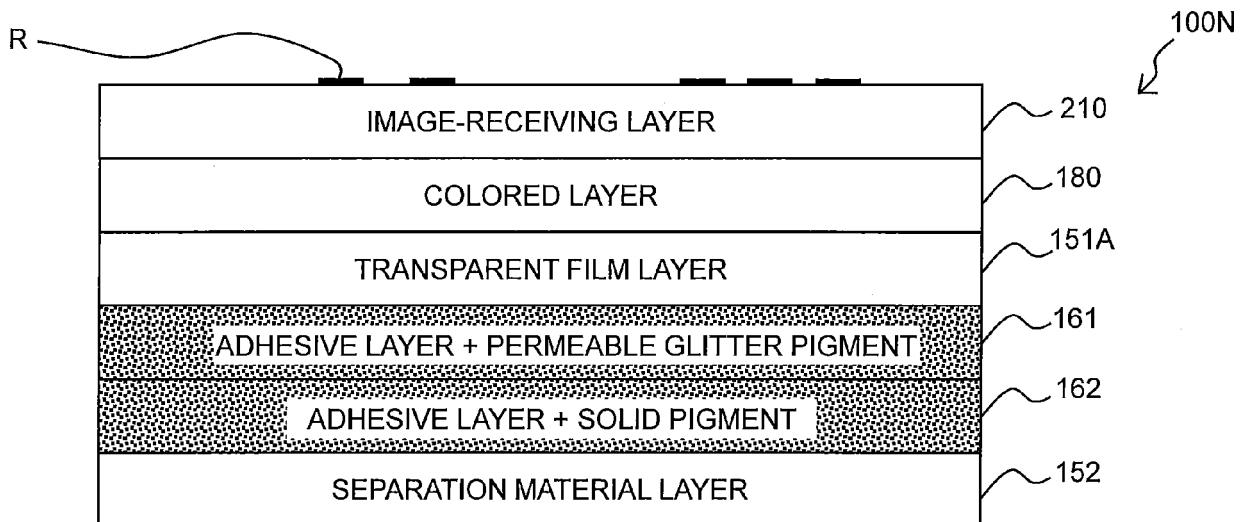 R
100N
IMAGE-RECEIVING LAYER
210
COLORED LAYER
180
TRANSPARENT FILM LAYER
151A
ADHESIVE LAYER + PERMEABLE GLITTER PIGMENT
161
ADHESIVE LAYER + SOLID PIGMENT
162
SEPARATION MATERIAL LAYER
152